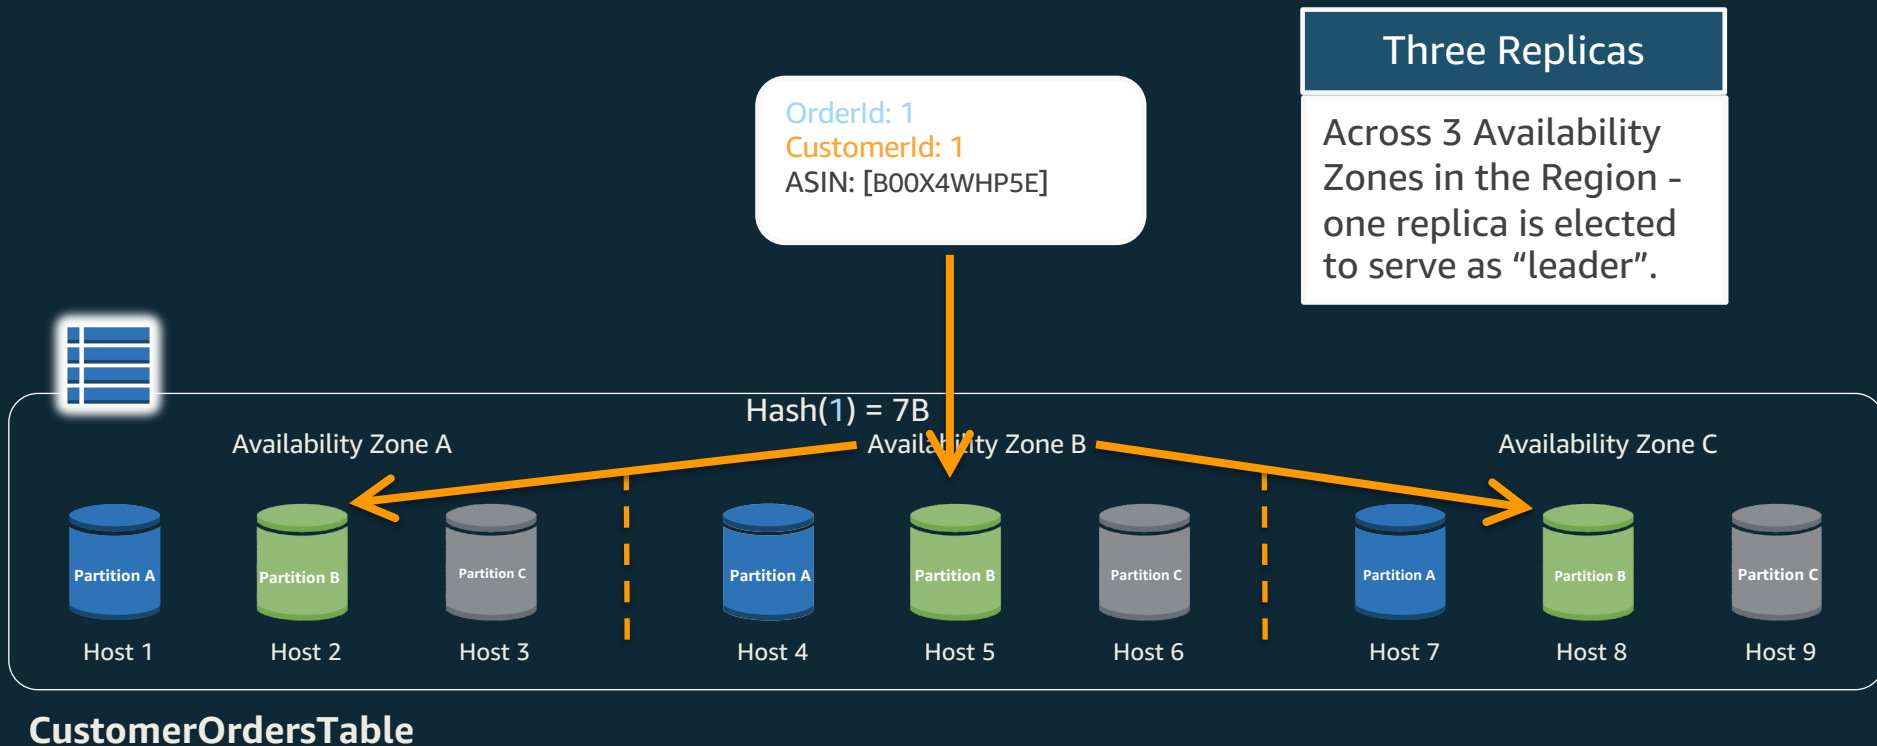 Three Replicas
Across 3 Availability
Zones in the Region -
one replica is elected
to serve as “leader”.
OrderId: 1
CustomerId: 1
ASIN: [B00X4WHP5E]
Hash(1) = 7B
Availability Zone A
Availability Zone B
Availability Zone C
Partition A
Partition B
Partition C
Partition A
Partition B
Partition C
Partition A
Partition B
Partition C
Host 1
Host 2
Host 3
Host 4
Host 5
Host 6
Host 7
Host 8
Host 9
CustomerOrdersTable